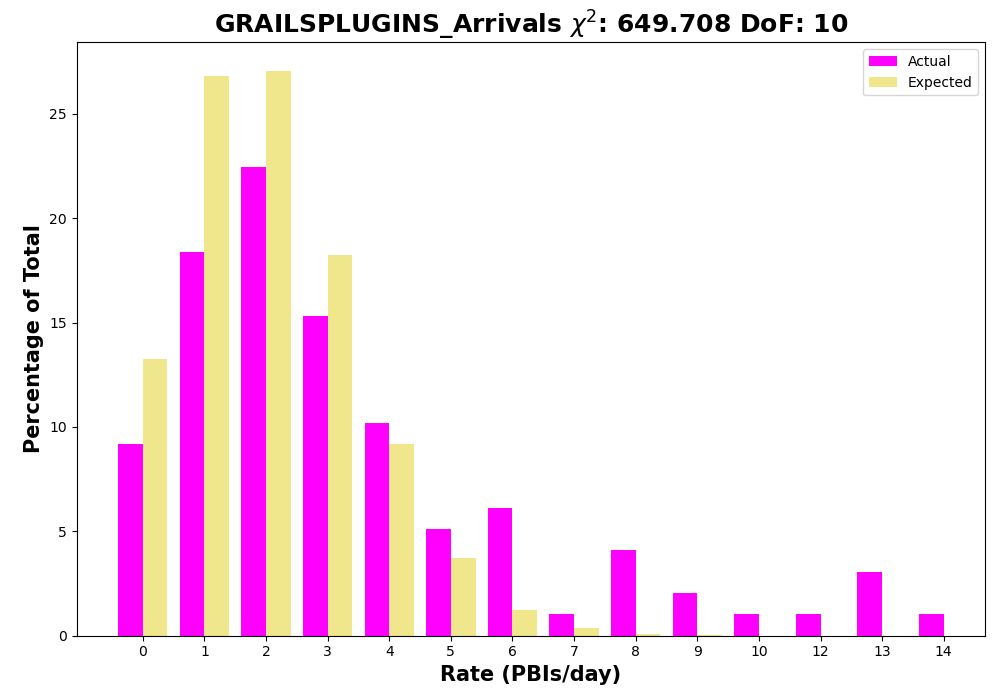 GRAILSPLUGINS_Arrivals χ²: 649.708 DoF: 10
Actual
Expected
Percentage of Total
25
20
15
10
5
0
0 1 2 3 4 5 6 7 8 9 10 12 13 14
Rate (PBIs/day)